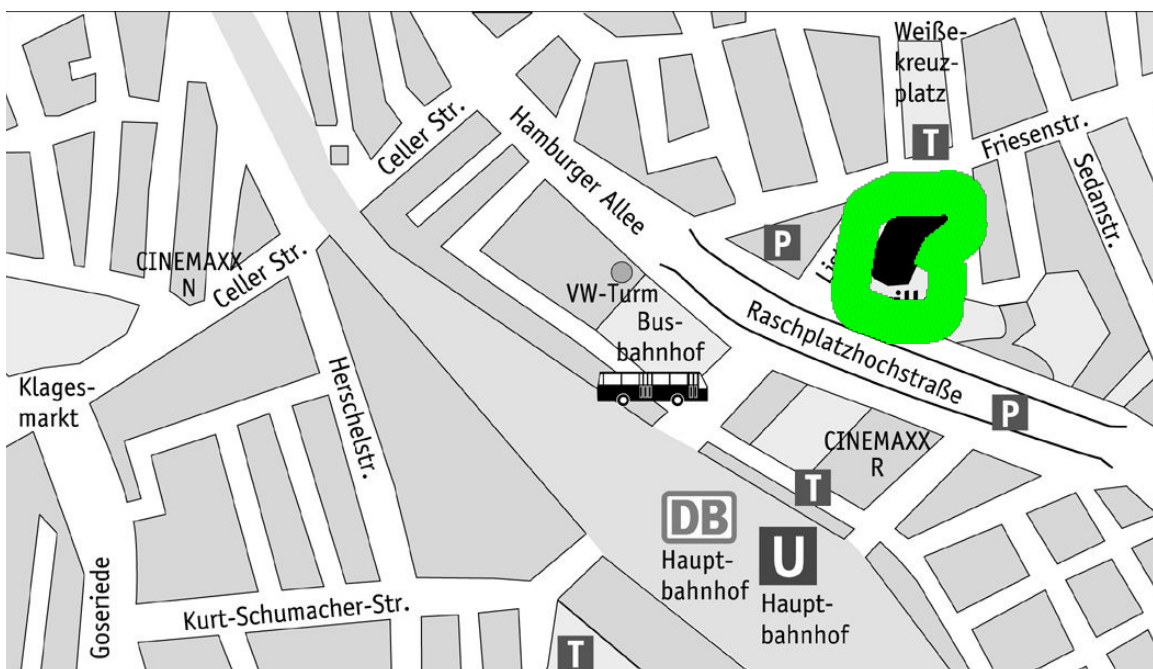 Weiße-
kreuz-
platz
T
Friesenstr.
Sedanstr.
Celler Str.
Hamburger Allee
P
CINEMAXX
N
Celler Str.
VW-Turm
Bus-
bahnhof
Raschplatzhochstraße
Klages-
markt
Herschelstr.
P
CINEMAXX
R
T
DB
Haupt-
bahnhof
U
Haupt-
bahnhof
Goseriede
Kurt-Schumacher-Str.
T